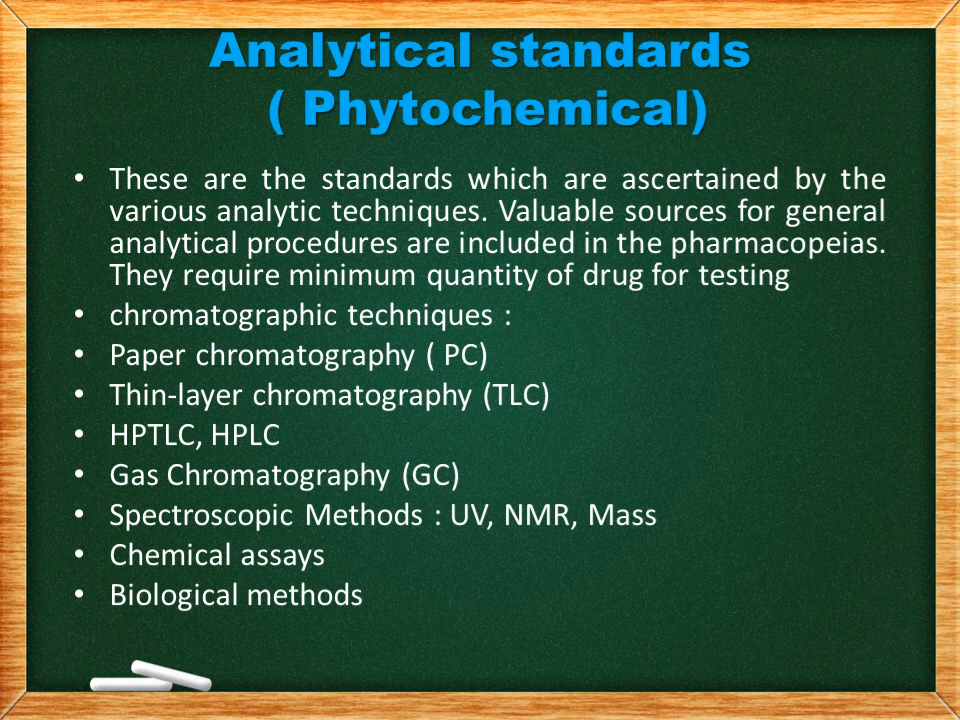 Analytical standards
( Phytochemical)
• These are the standards which are ascertained by the
various analytic techniques. Valuable sources for general
analytical procedures are included in the pharmacopeias.
They require minimum quantity of drug for testing
• chromatographic techniques :
• Paper chromatography ( PC)
• Thin-layer chromatography (TLC)
• HPTLC, HPLC
• Gas Chromatography (GC)
• Spectroscopic Methods : UV, NMR, Mass
• Chemical assays
• Biological methods